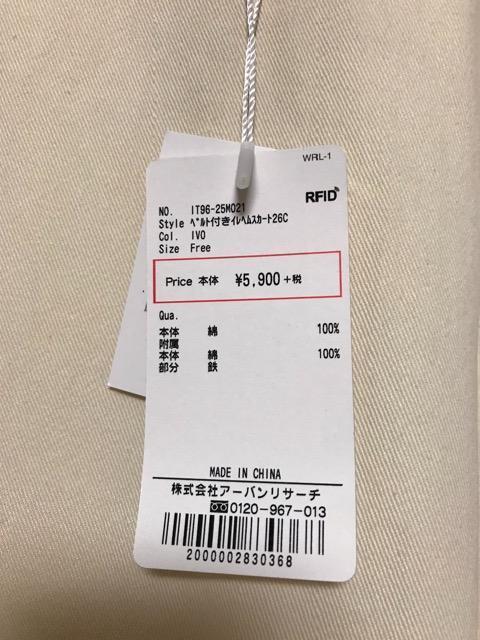 WRL-1
RFID
NO. IT96-25M021
Style ﾍﾞﾙﾄ付きｲﾚﾍﾑｽｶｰﾄ26C
Col. IVO
Size Free
Price 本体 ¥5,900 +税
Qua.
本体 綿 100%
附属
本体 綿 100%
部分 鉄
MADE IN CHINA
株式会社アーバンリサーチ
0120-967-013
2000002830368